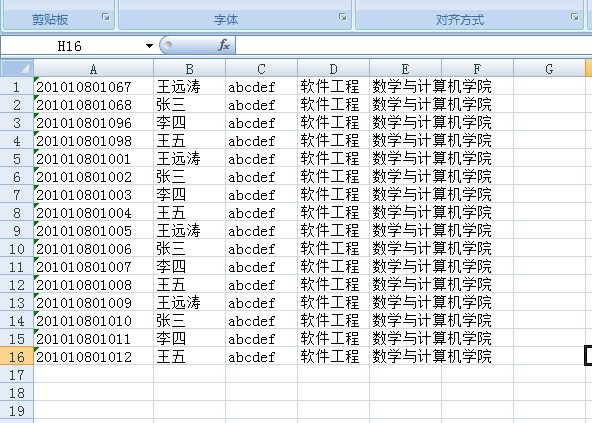 剪贴板 字体 对齐方式
H16 fx
A B C D E F G
1 201010801067 王远涛 abcdef 软件工程 数学与计算机学院
2 201010801068 张三 abcdef 软件工程 数学与计算机学院
3 201010801096 李四 abcdef 软件工程 数学与计算机学院
4 201010801098 王五 abcdef 软件工程 数学与计算机学院
5 201010801001 王远涛 abcdef 软件工程 数学与计算机学院
6 201010801002 张三 abcdef 软件工程 数学与计算机学院
7 201010801003 李四 abcdef 软件工程 数学与计算机学院
8 201010801004 王五 abcdef 软件工程 数学与计算机学院
9 201010801005 王远涛 abcdef 软件工程 数学与计算机学院
10 201010801006 张三 abcdef 软件工程 数学与计算机学院
11 201010801007 李四 abcdef 软件工程 数学与计算机学院
12 201010801008 王五 abcdef 软件工程 数学与计算机学院
13 201010801009 王远涛 abcdef 软件工程 数学与计算机学院
14 201010801010 张三 abcdef 软件工程 数学与计算机学院
15 201010801011 李四 abcdef 软件工程 数学与计算机学院
16 201010801012 王五 abcdef 软件工程 数学与计算机学院
17
18
19